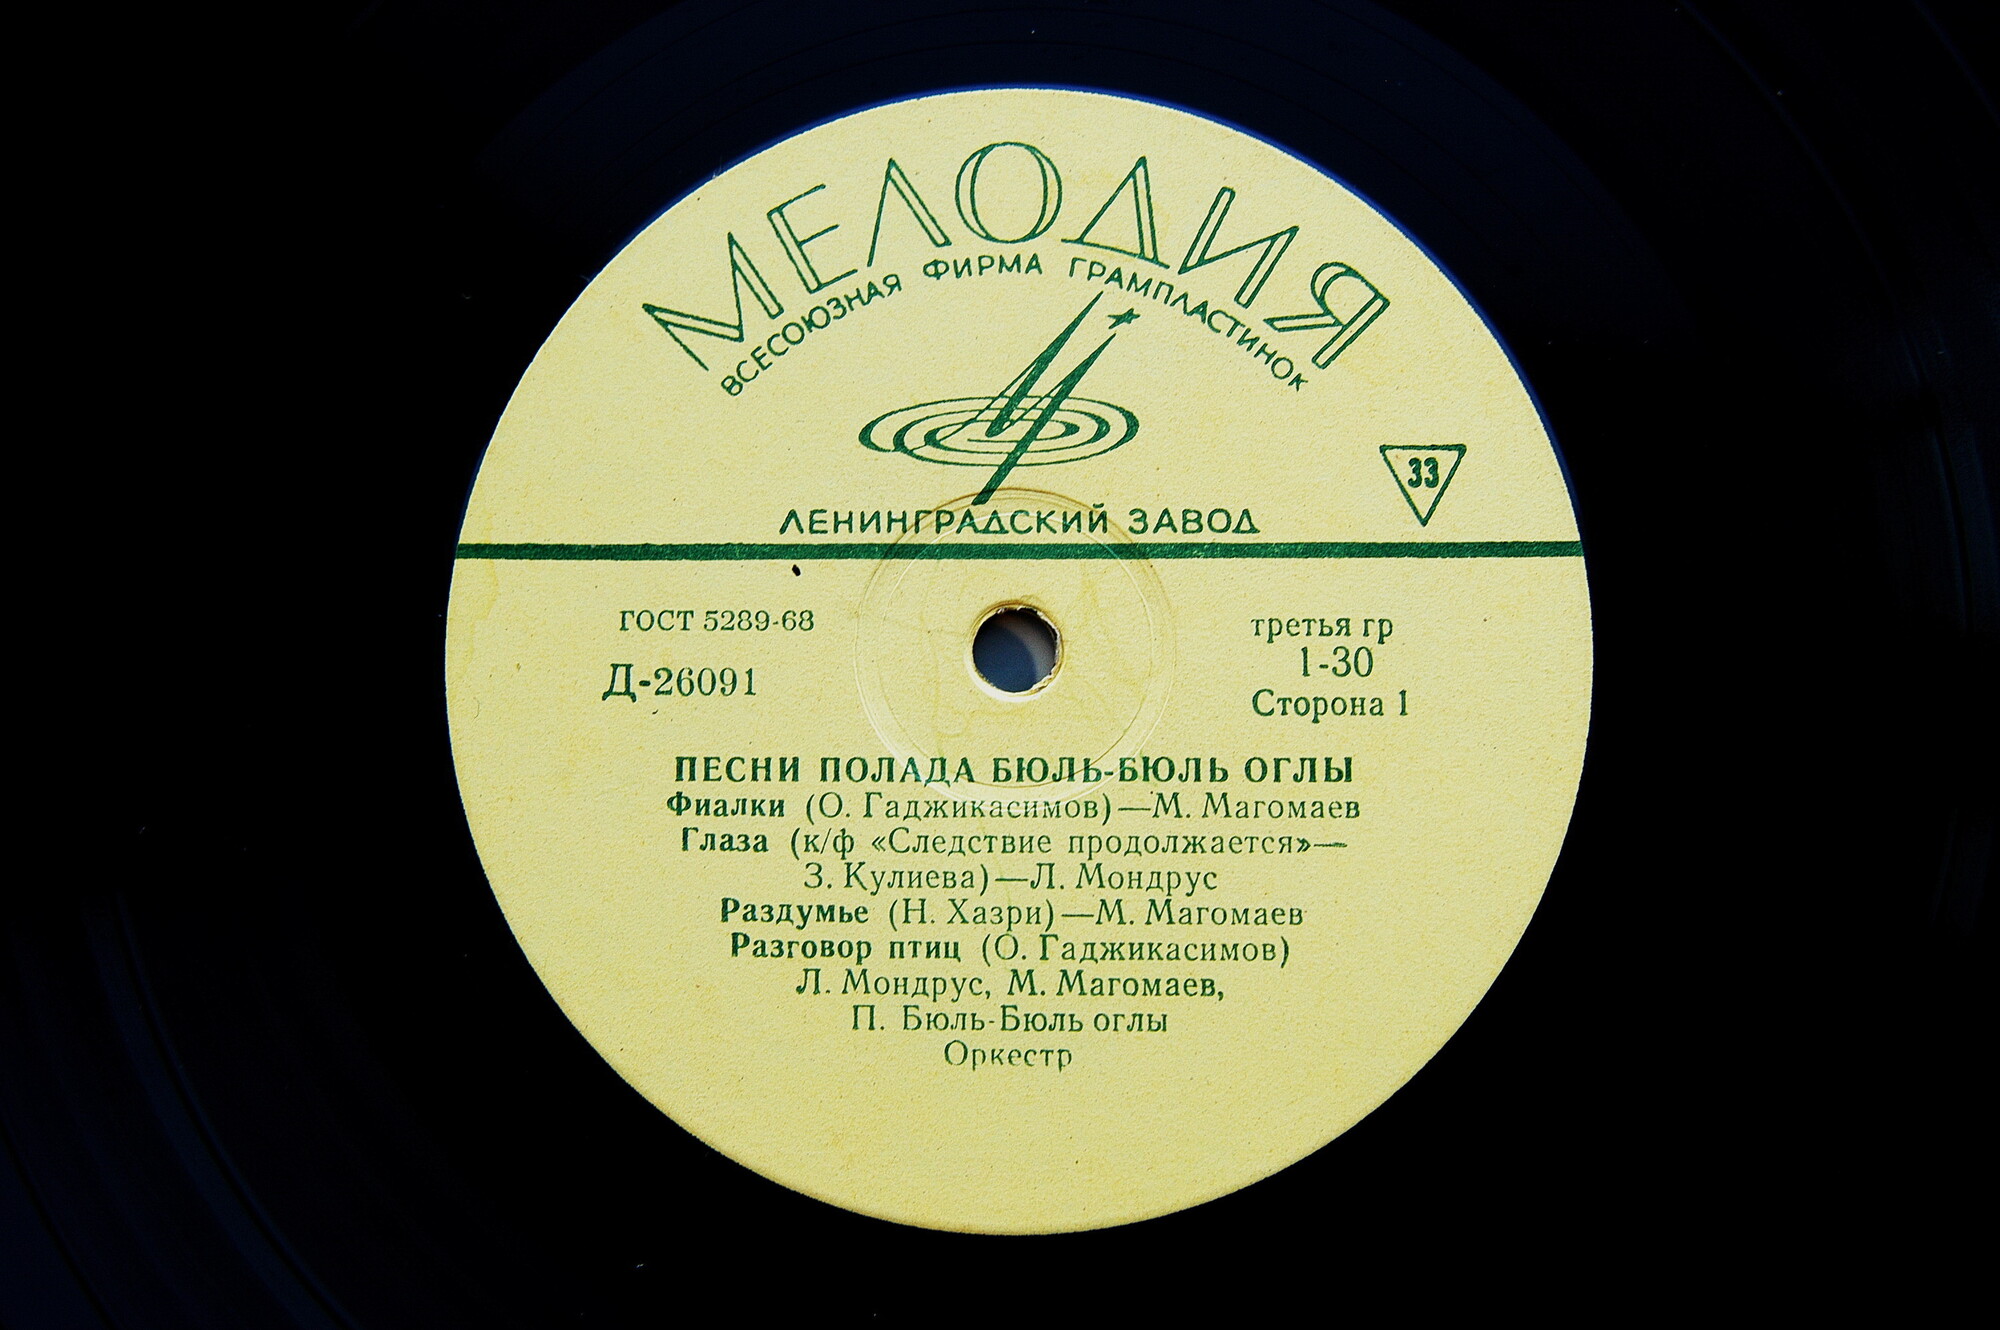 МЕЛОДИЯ
ВСЕСОЮЗНАЯ ФИРМА ГРАМПЛАСТИНОК
33
ЛЕНИНГРАДСКИЙ ЗАВОД
ГОСТ 5289-68
Д-26091
третья гр
1-30
Сторона 1
ПЕСНИ ПОЛАДА БЮЛЬ-БЮЛЬ ОГЛЫ
Фиалки (О. Гаджикасимов)—М. Магомаев
Глаза (к/ф «Следствие продолжается»—
З. Кулиева)—Л. Мондрус
Раздумье (Н. Хазри)—М. Магомаев
Разговор птиц (О. Гаджикасимов)
Л. Мондрус, М. Магомаев,
П. Бюль-Бюль оглы
Оркестр